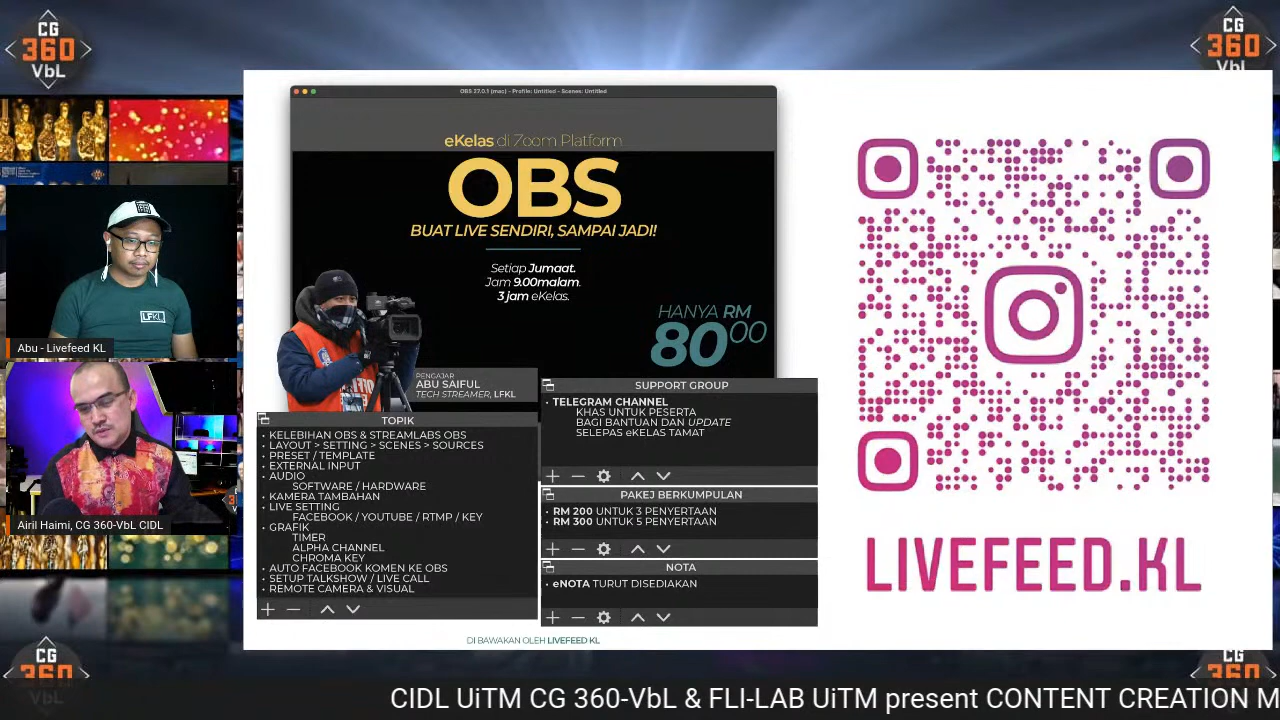 CG
360
VbL
CG
360
VbL
OBS 27.0.1 (mac) - Profile: Untitled - Scenes: Untitled
eKelas di Zoom Platform
OBS
BUAT LIVE SENDIRI, SAMPAI JADI!
Setiap Jumaat.
Jam 9.00malam.
3 jam eKelas.
HANYA RM
80 00
PENGAJAR
ABU SAIFUL
TECH STREAMER, LFKL
TOPIK
• KELEBIHAN OBS & STREAMLABS OBS
• LAYOUT > SETTING > SCENES > SOURCES
• PRESET / TEMPLATE
• EXTERNAL INPUT
• AUDIO
SOFTWARE / HARDWARE
• KAMERA TAMBAHAN
• LIVE SETTING
FACEBOOK / YOUTUBE / RTMP / KEY
• GRAFIK
TIMER
ALPHA CHANNEL
CHROMA KEY
• AUTO FACEBOOK KOMEN KE OBS
• SETUP TALKSHOW / LIVE CALL
• REMOTE CAMERA & VISUAL
SUPPORT GROUP
• TELEGRAM CHANNEL
KHAS UNTUK PESERTA
BAGI BANTUAN DAN UPDATE
SELEPAS eKELAS TAMAT
PAKEJ BERKUMPULAN
• RM 200 UNTUK 3 PENYERTAAN
• RM 300 UNTUK 5 PENYERTAAN
NOTA
• eNOTA TURUT DISEDIAKAN
DI BAWAKAN OLEH LIVEFEED KL
LIVEFEED.KL
LFKL
Abu - Livefeed KL
Airil Haimi, CG 360-VbL CIDL
CG
360
VbL
CG
360
CIDL UiTM CG 360-VbL & FLI-LAB UiTM present CONTENT CREATION M